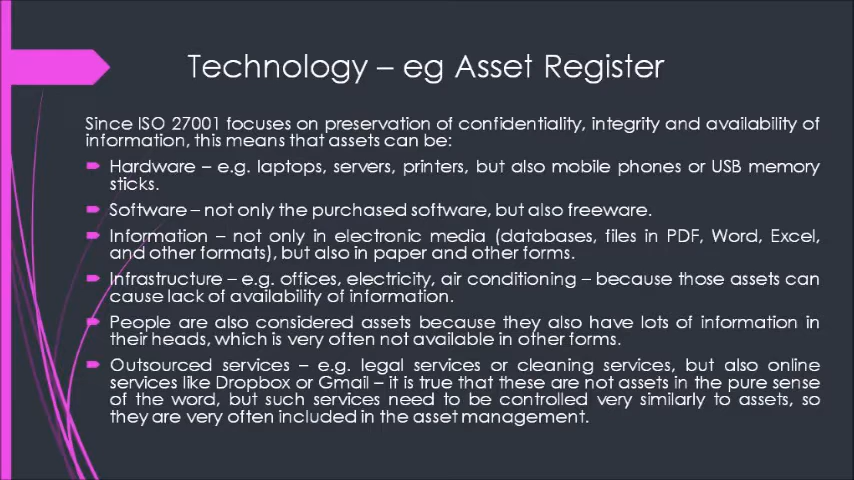 Technology – eg Asset Register
Since ISO 27001 focuses on preservation of confidentiality, integrity and availability of
information, this means that assets can be:
Hardware – e.g. laptops, servers, printers, but also mobile phones or USB memory
sticks.
Software – not only the purchased software, but also freeware.
Information – not only in electronic media (databases, files in PDF, Word, Excel,
and other formats), but also in paper and other forms.
Infrastructure – e.g. offices, electricity, air conditioning – because those assets can
cause lack of availability of information.
People are also considered assets because they also have lots of information in
their heads, which is very often not available in other forms.
Outsourced services – e.g. legal services or cleaning services, but also online
services like Dropbox or Gmail – it is true that these are not assets in the pure sense
of the word, but such services need to be controlled very similarly to assets, so
they are very often included in the asset management.